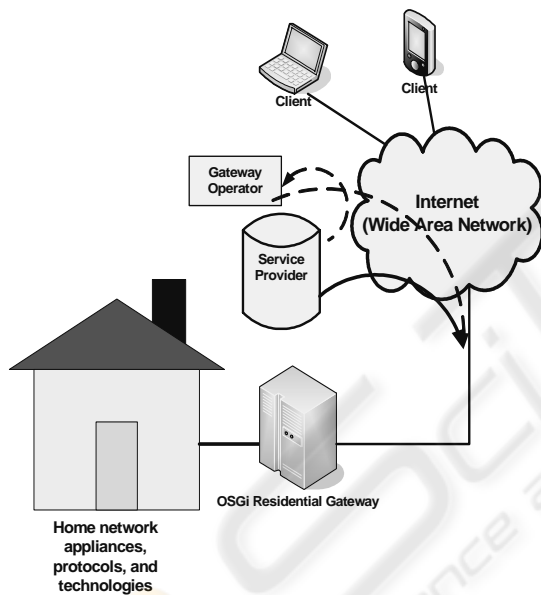 Client
Client
Gateway
Operator
Internet
(Wide Area Network)
Service
Provider
OSGi Residential Gateway
Home network
appliances,
protocols, and
technologies